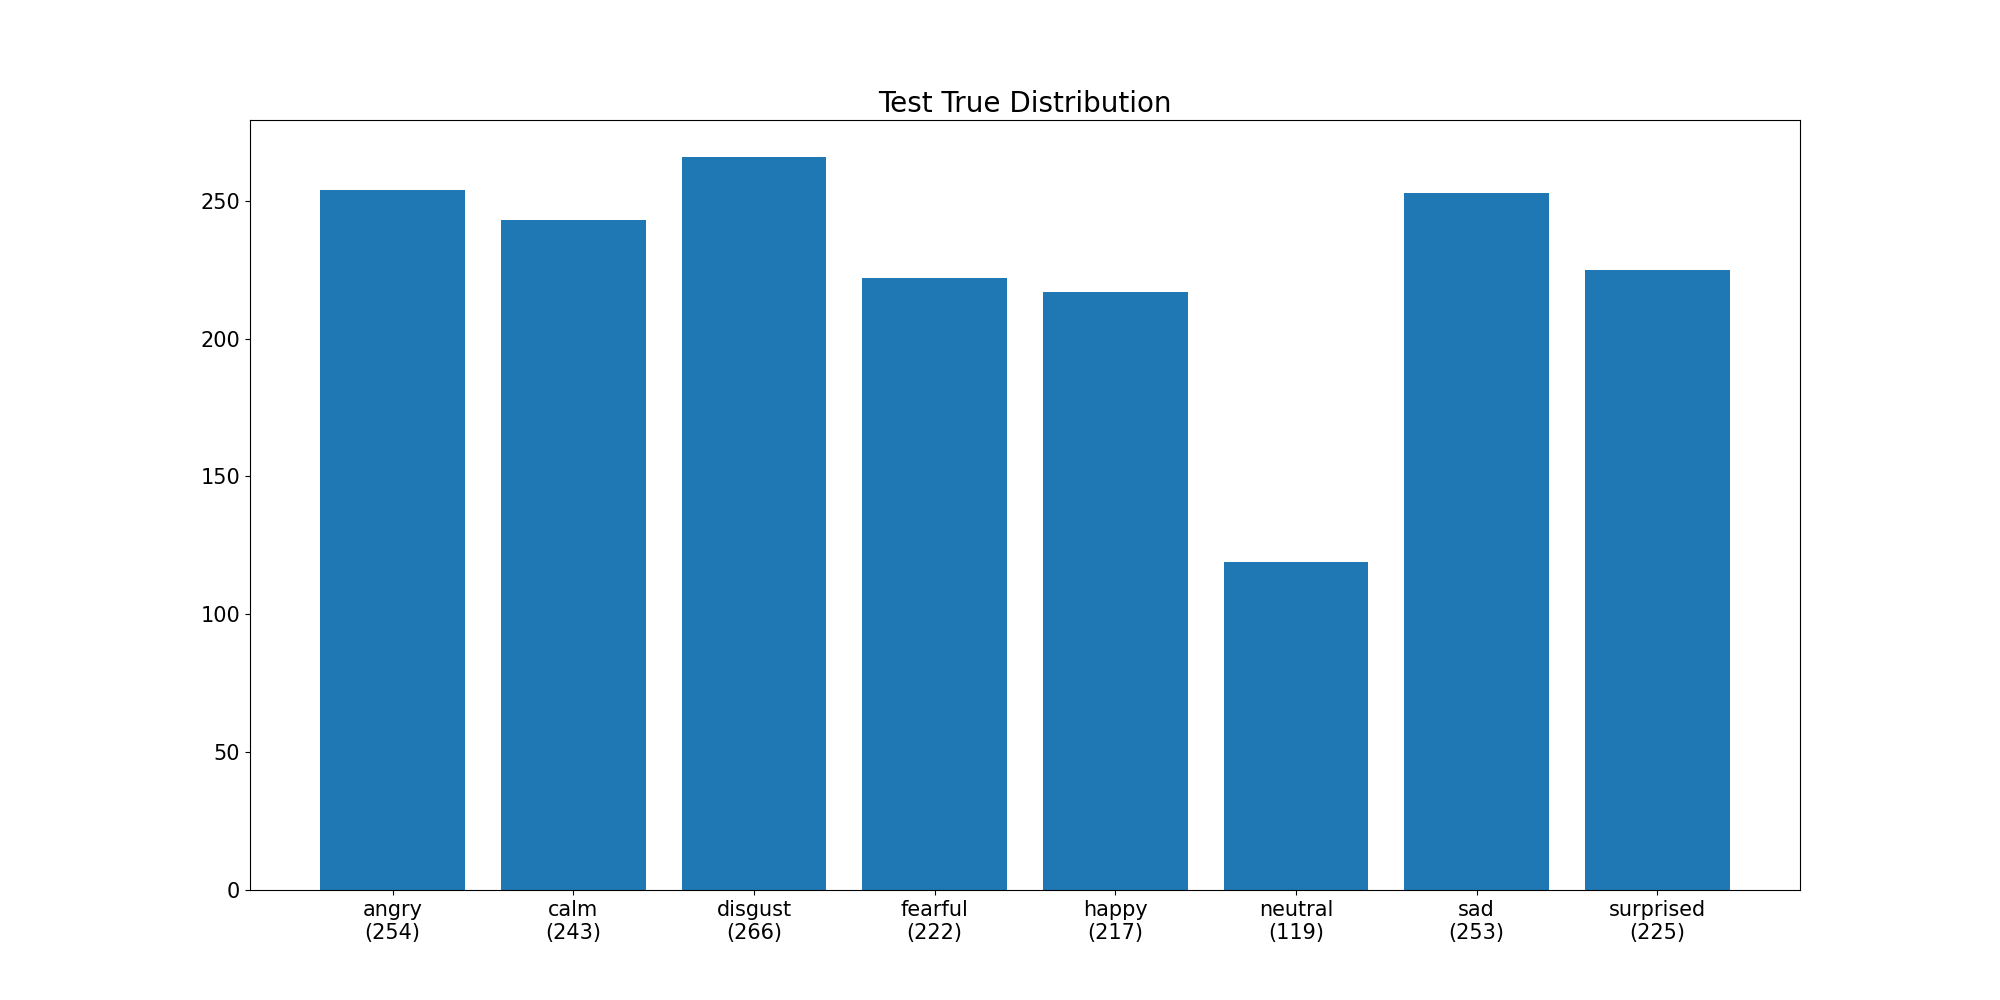 Test True Distribution
250
200
150
100
50
0
angry calm disgust fearful happy neutral sad surprised
(254) (243) (266) (222) (217) (119) (253) (225)